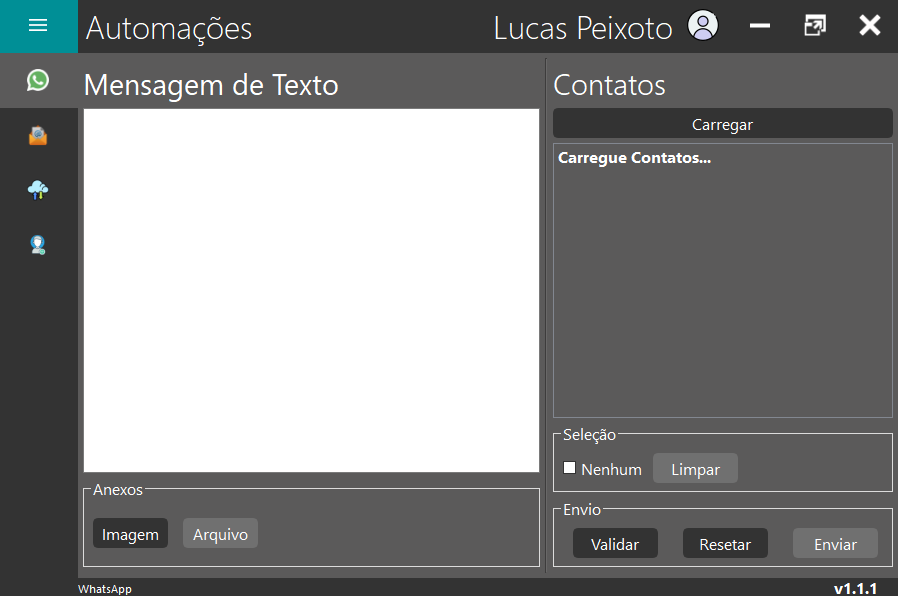 Automações
Lucas Peixoto
Mensagem de Texto
Contatos
Carregar
Carregue Contatos...
Seleção
Nenhum
Limpar
Anexos
Imagem
Arquivo
Envio
Validar
Resetar
Enviar
WhatsApp
v1.1.1